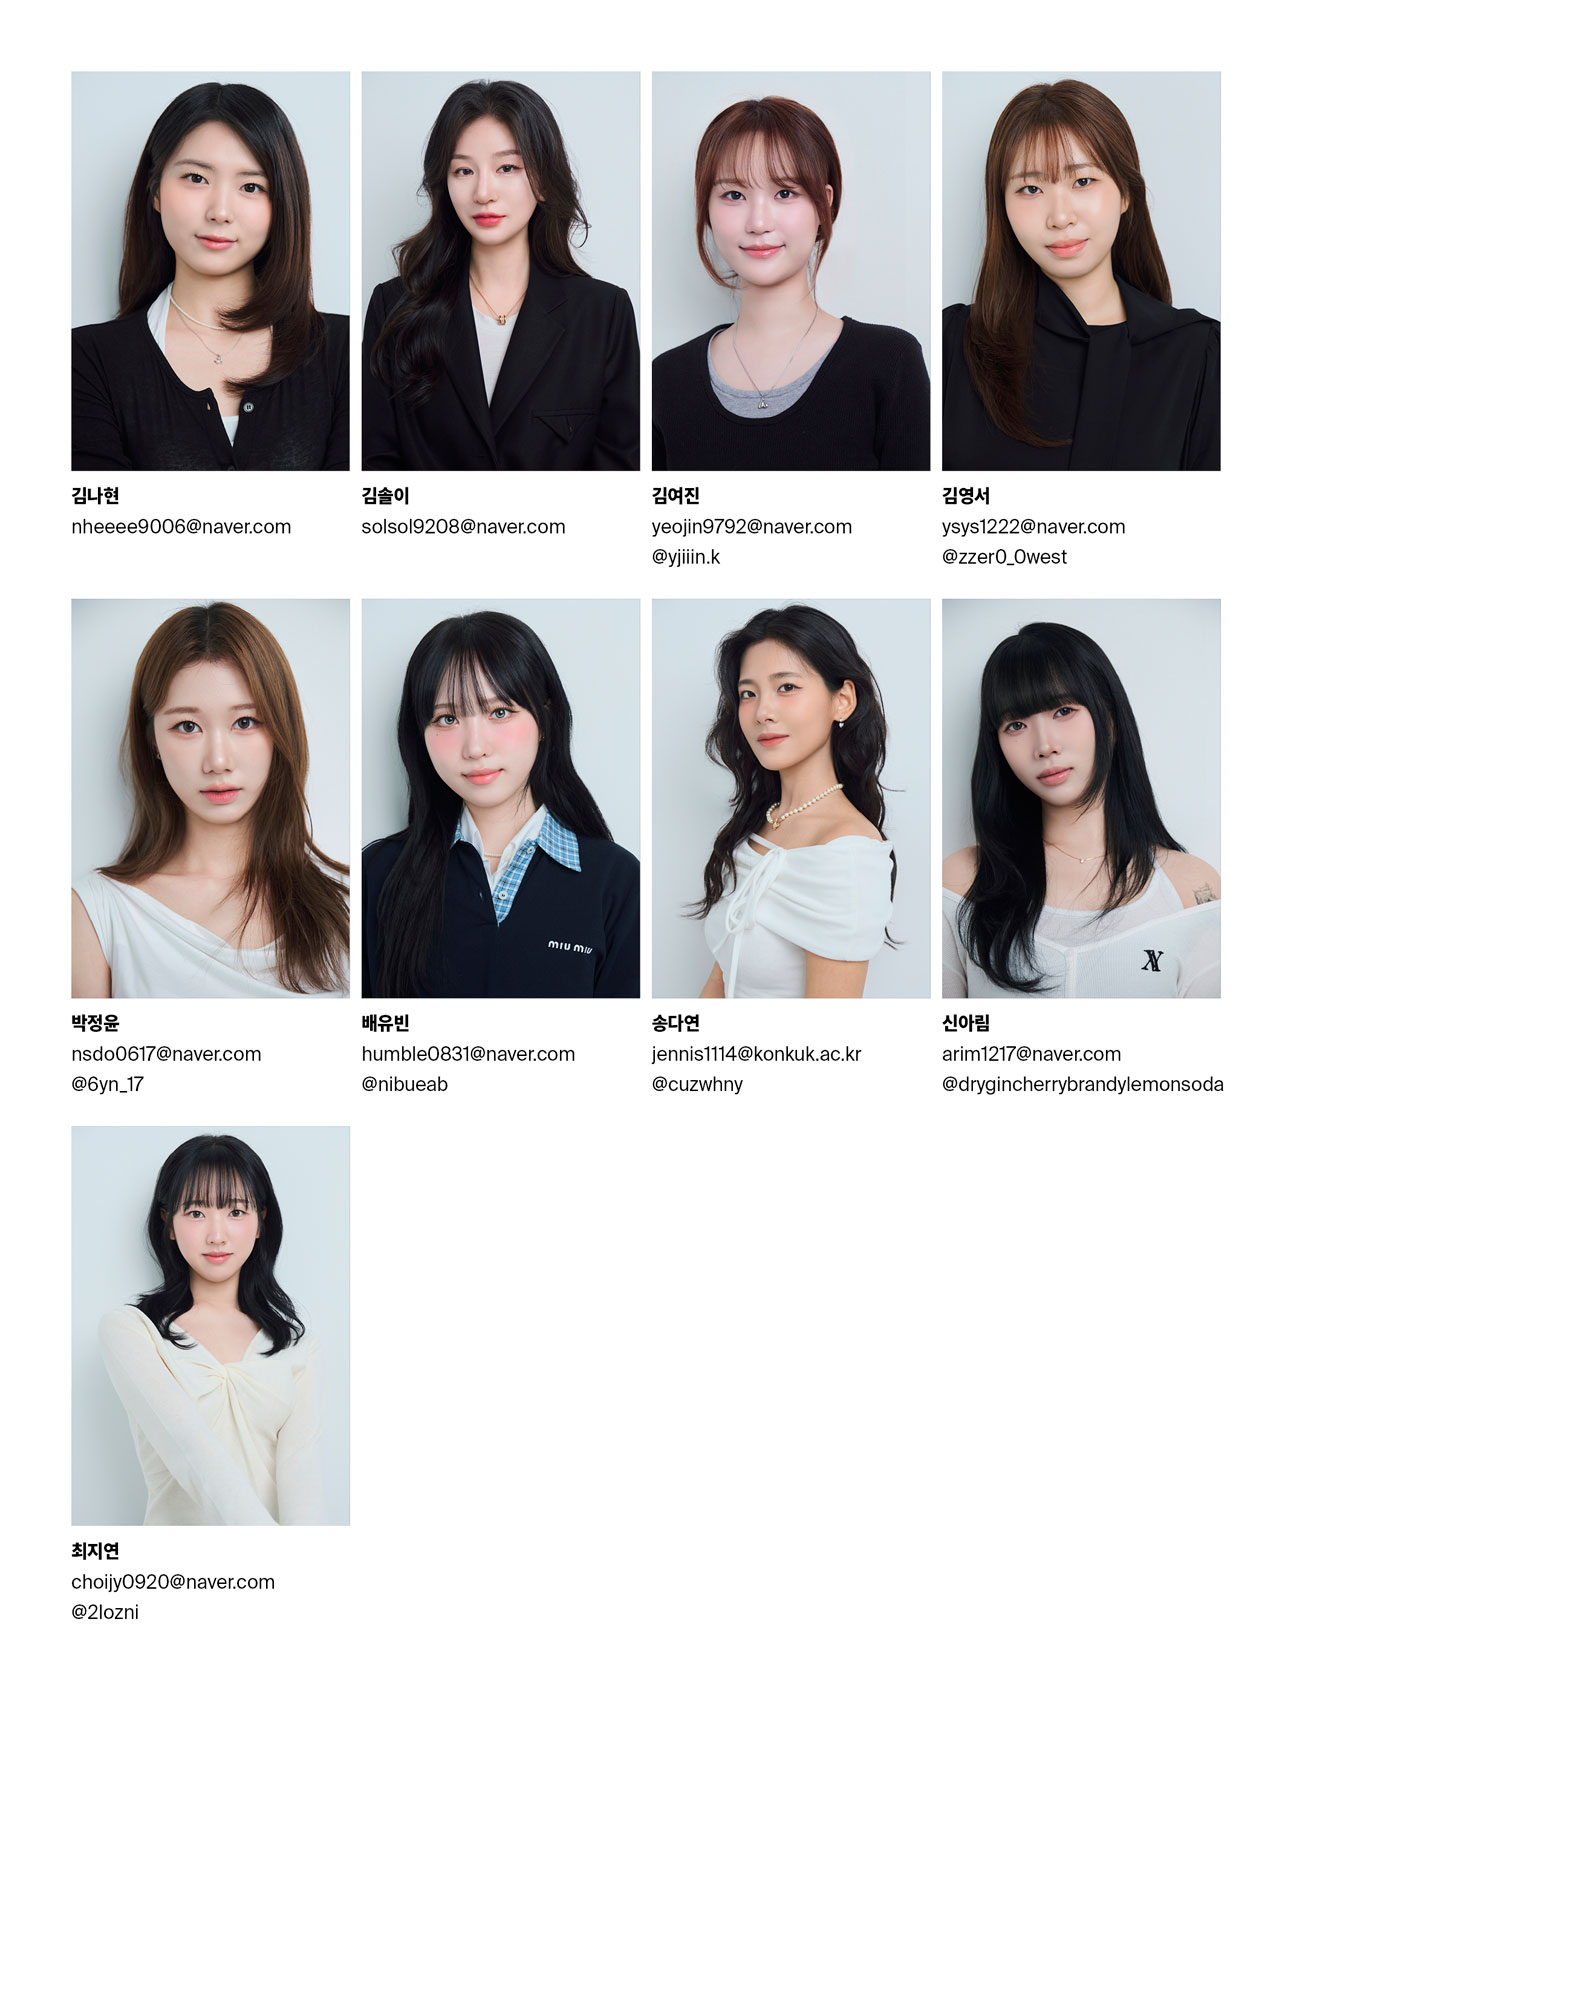 김나현
nheeee9006@naver.com
김솔이
solsol9208@naver.com
김여진
yeojin9792@naver.com
@yjiiin.k
김영서
ysys1222@naver.com
@zzer0_0west
miu miu
박정윤
nsdo0617@naver.com
@6yn_17
배유빈
humble0831@naver.com
@nibueab
송다연
jennis1114@konkuk.ac.kr
@cuzwhny
신아림
arim1217@naver.com
@drygincherrybrandylemonsoda
최지연
choijy0920@naver.com
@2lozni